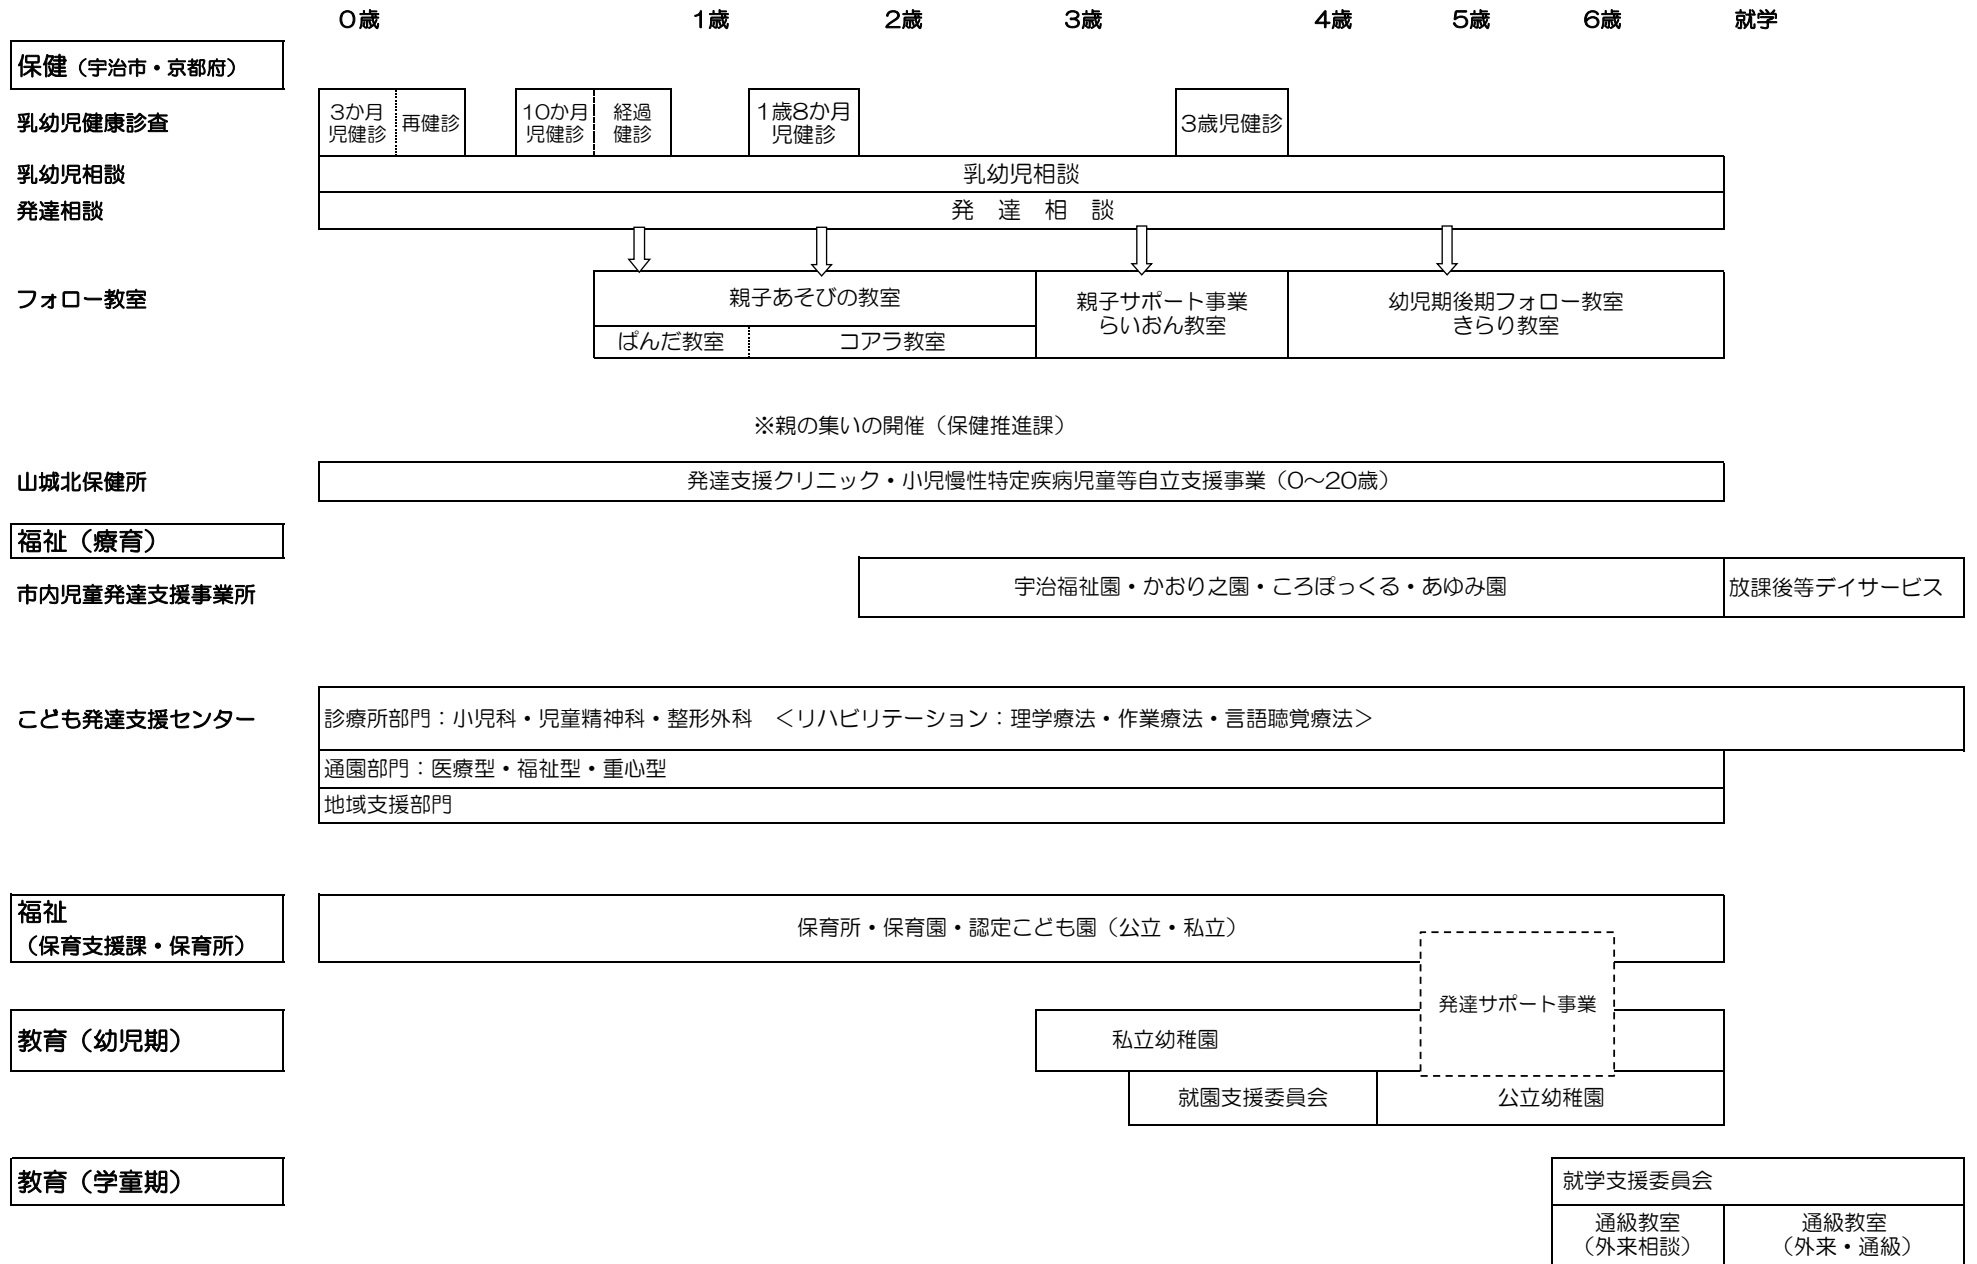 ０歳 １歳 ２歳 ３歳 ４歳 ５歳 ６歳 就学
保健（宇治市・京都府）
乳幼児健康診査
3か月
児健診
再健診
10か月
児健診
経過
健診
1歳8か月
児健診
3歳児健診
乳幼児相談
乳幼児相談
発達相談
発　達　相　談
フォロー教室
親子あそびの教室
ぱんだ教室
コアラ教室
親子サポート事業
らいおん教室
幼児期後期フォロー教室
きらり教室
※親の集いの開催（保健推進課）
山城北保健所
発達支援クリニック・小児慢性特定疾病児童等自立支援事業（0～20歳）
福祉（療育）
市内児童発達支援事業所
宇治福祉園・かおり之園・ころぽっくる・あゆみ園
放課後等デイサービス
こども発達支援センター
診療所部門：小児科・児童精神科・整形外科　＜リハビリテーション：理学療法・作業療法・言語聴覚療法＞
通園部門：医療型・福祉型・重心型
地域支援部門
福祉
（保育支援課・保育所）
保育所・保育園・認定こども園（公立・私立）
発達サポート事業
教育（幼児期）
私立幼稚園
就園支援委員会
公立幼稚園
教育（学童期）
就学支援委員会
通級教室
（外来相談）
通級教室
（外来・通級）